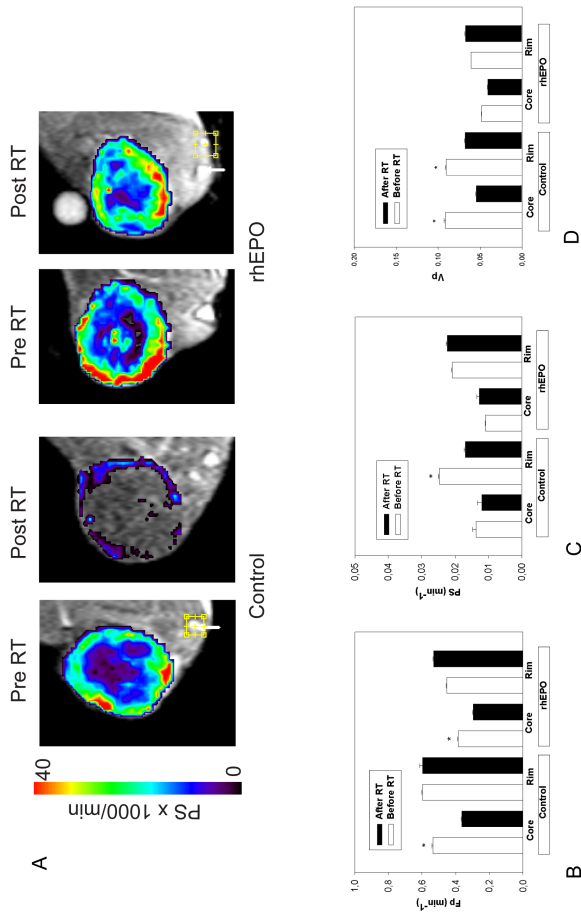 A
Pre RT
Post RT
Pre RT
Post RT
40
0
PS x 1000/min
Control
rhEPO
B
Fp (min⁻¹)
1,0
0,8
0,6
0,4
0,2
0,0
After RT
Before RT
*
*
Core
Rim
Core
Rim
Control
rhEPO
C
PS (min⁻¹)
0,05
0,04
0,03
0,02
0,01
0,00
After RT
Before RT
*
Core
Rim
Core
Rim
Control
rhEPO
D
Vp
0,20
0,15
0,10
0,05
0,00
After RT
Before RT
*
*
Core
Rim
Core
Rim
Control
rhEPO